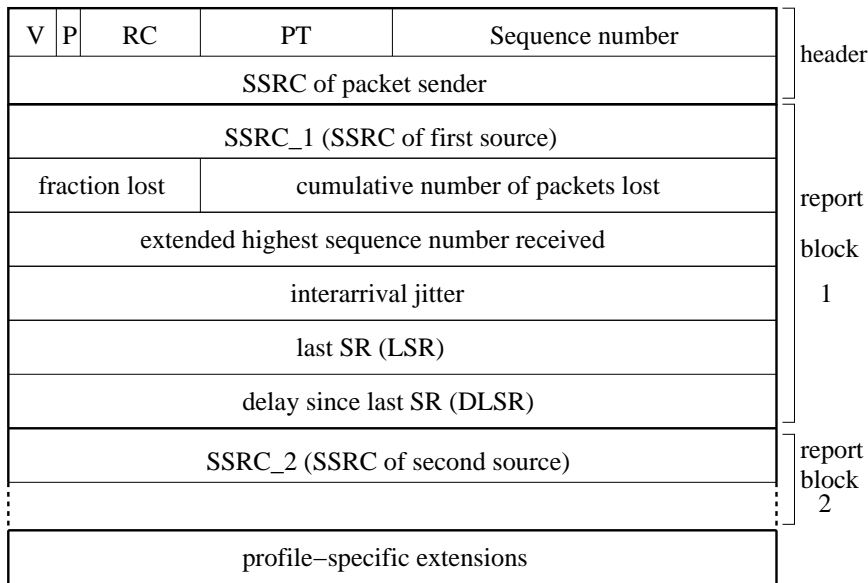 V P RC PT Sequence number
header
SSRC of packet sender
SSRC_1 (SSRC of first source)
fraction lost cumulative number of packets lost
report
extended highest sequence number received
block
interarrival jitter
1
last SR (LSR)
delay since last SR (DLSR)
SSRC_2 (SSRC of second source)
report
block
2
profile−specific extensions